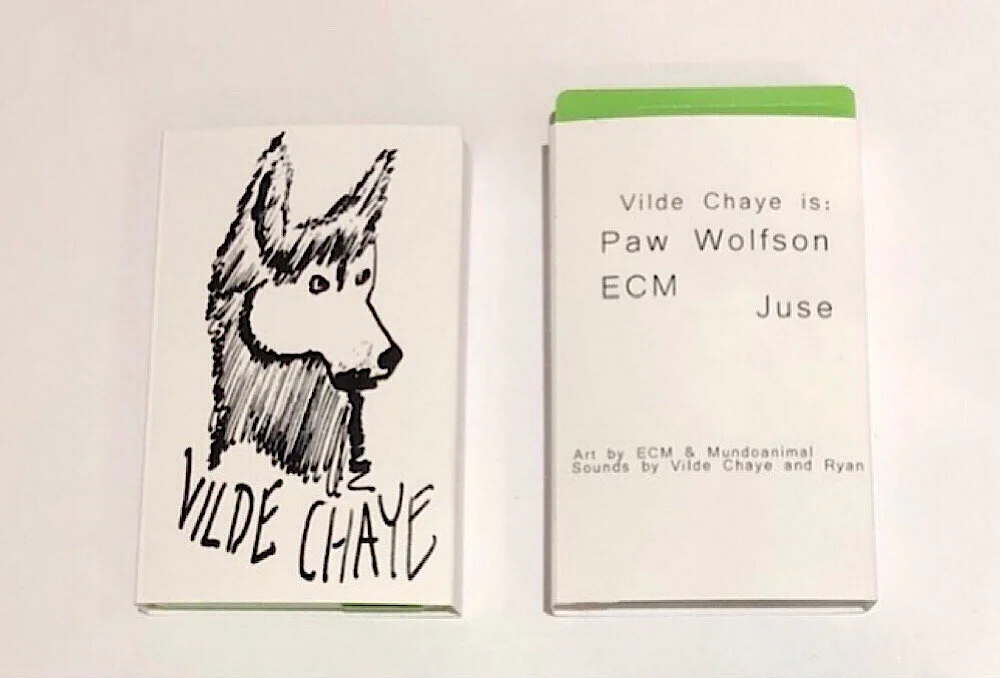 VILDE CHAYE
Vilde Chaye is:
Paw Wolfson
ECM
Juse
Art by ECM & Mundoanimal
Sounds by Vilde Chaye and Ryan